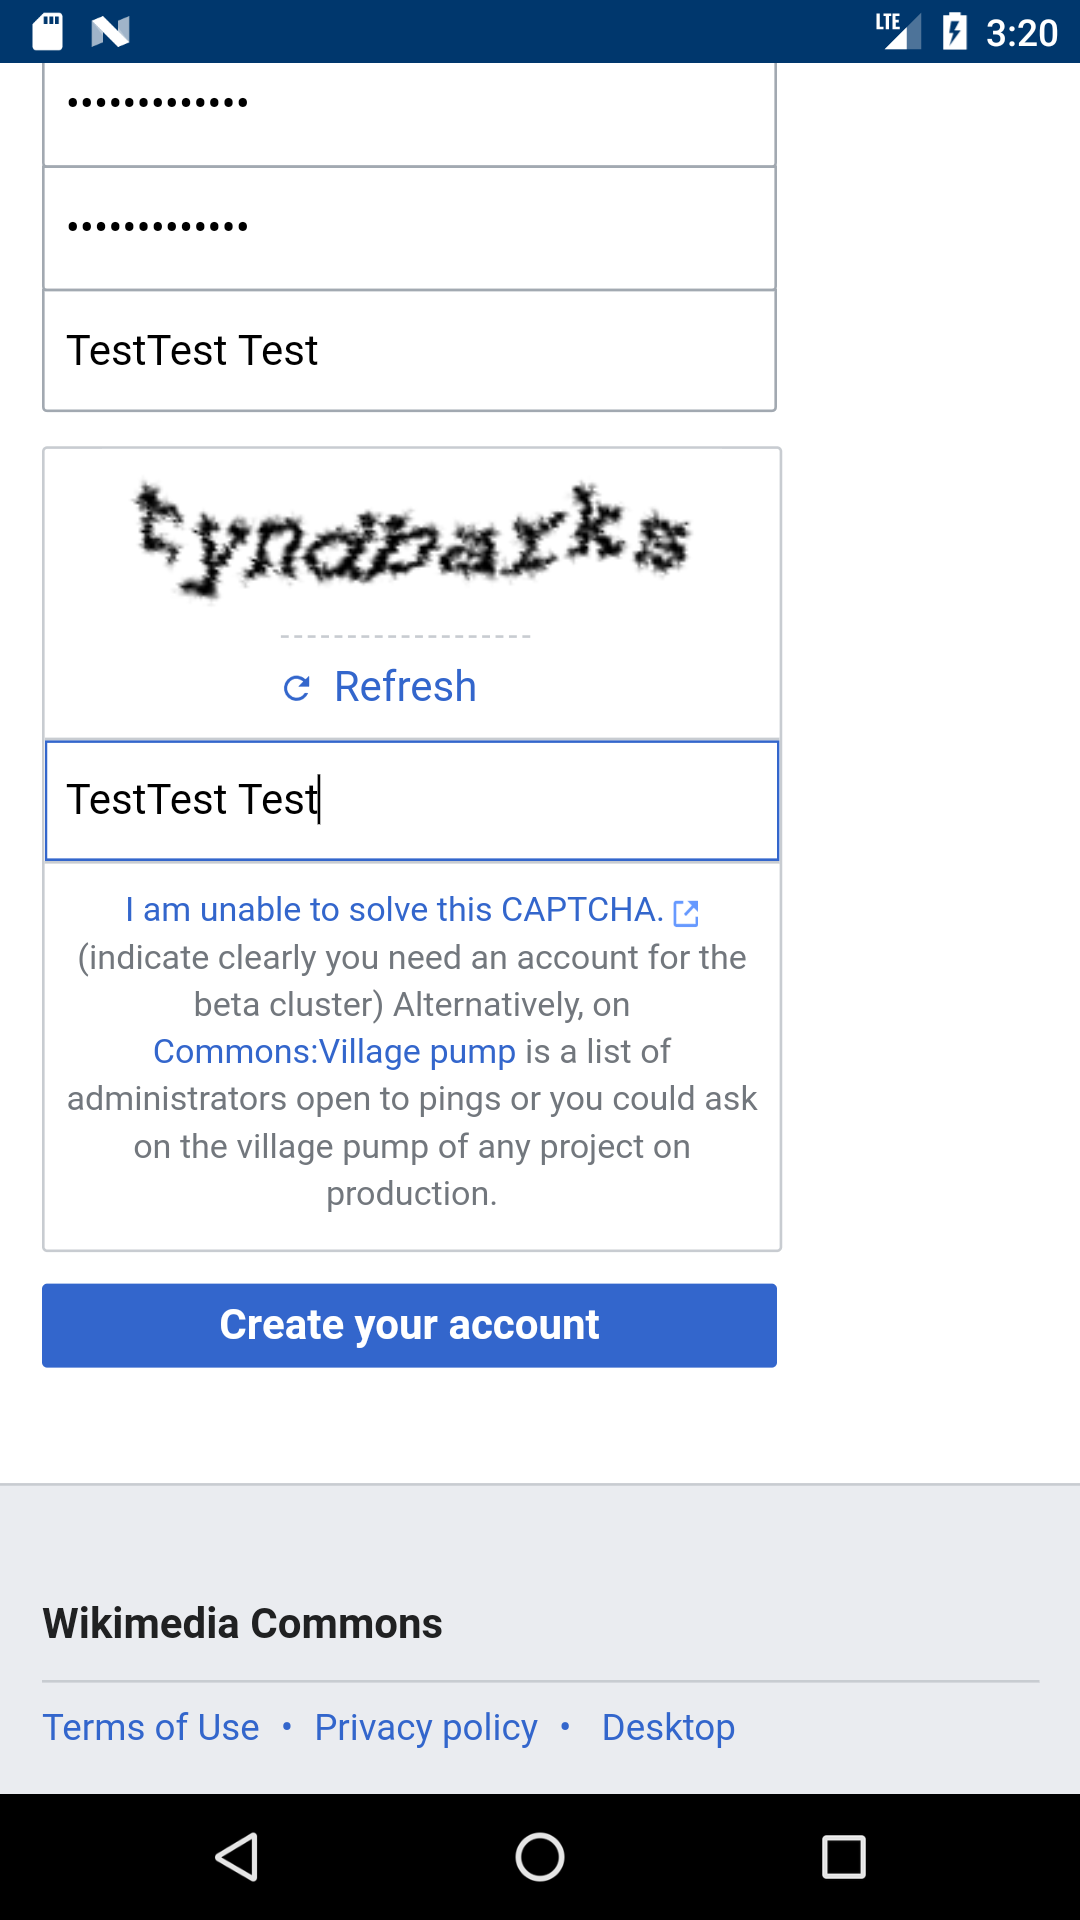 LTE 3:20
•••••••••••••
•••••••••••••
TestTest Test
tyndbarks
Refresh
TestTest Test
I am unable to solve this CAPTCHA.
(indicate clearly you need an account for the
beta cluster) Alternatively, on
Commons:Village pump is a list of
administrators open to pings or you could ask
on the village pump of any project on
production.
Create your account
Wikimedia Commons
Terms of Use • Privacy policy • Desktop